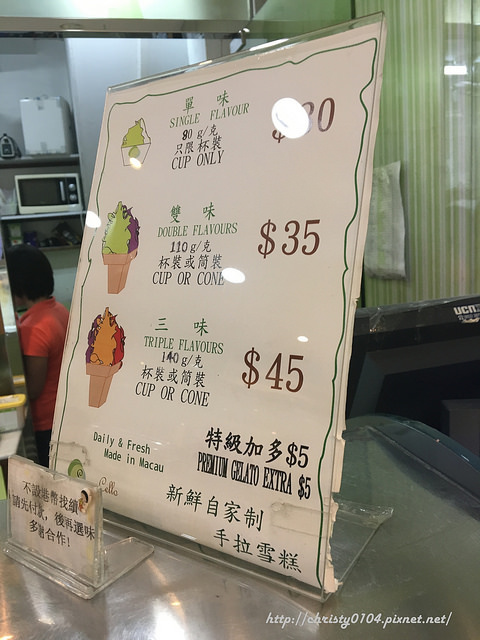 單 味
SINGLE FLAVOUR
80 g/克
只限杯裝
CUP ONLY
雙 味
DOUBLE FLAVOURS
110 g/克
杯裝或筒裝
CUP OR CONE
$35
三 味
TRIPLE FLAVOURS
140 g/克
杯裝或筒裝
CUP OR CONE
$45
特級加多$5
PREMIUM GELATO EXTRA $5
Daily & Fresh
Made in Macau
新鮮自家制
手拉雪糕
不設港幣找續
請先付款，後再選味
多謝合作！
http://christy0104.pixnet.net/